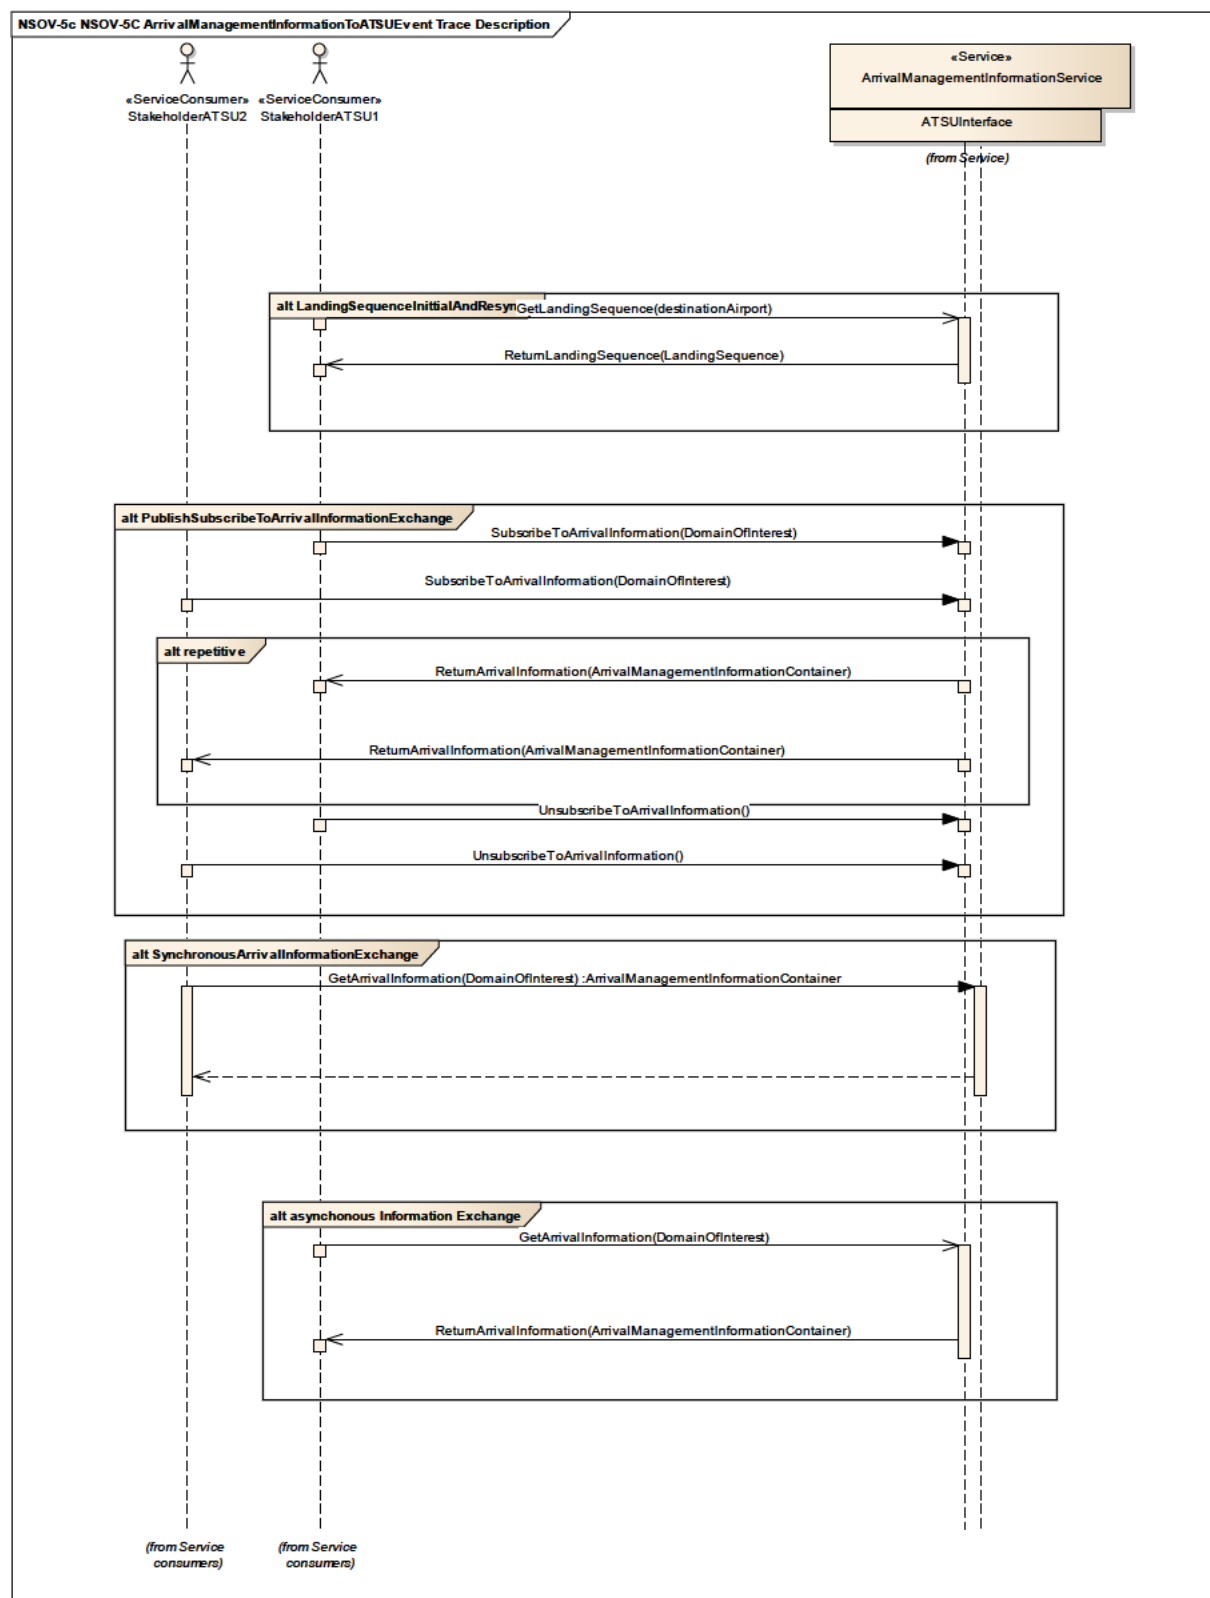 NSOV-5c NSOV-5C ArrivalManagementInformationToATSUEvent Trace Description
«ServiceConsumer»
StakeholderATSU2
«ServiceConsumer»
StakeholderATSU1
«Service»
ArrivalManagementInformationService
ATSUInterface
(from Service)
alt LandingSequenceInittialAndResyn
GetLandingSequence(destinationAirport)
ReturnLandingSequence(LandingSequence)
alt PublishSubscribeToArrivalInformationExchange
SubscribeToArrivalInformation(DomainOfInterest)
SubscribeToArrivalInformation(DomainOfInterest)
alt repetitive
ReturnArrivalInformation(ArrivalManagementInformationContainer)
ReturnArrivalInformation(ArrivalManagementInformationContainer)
UnsubscribeToArrivalInformation()
UnsubscribeToArrivalInformation()
alt SynchronousArrivalInformationExchange
GetArrivalInformation(DomainOfInterest) :ArrivalManagementInformationContainer
alt asynchonous Information Exchange
GetArrivalInformation(DomainOfInterest)
ReturnArrivalInformation(ArrivalManagementInformationContainer)
(from Service
consumers)
(from Service
consumers)